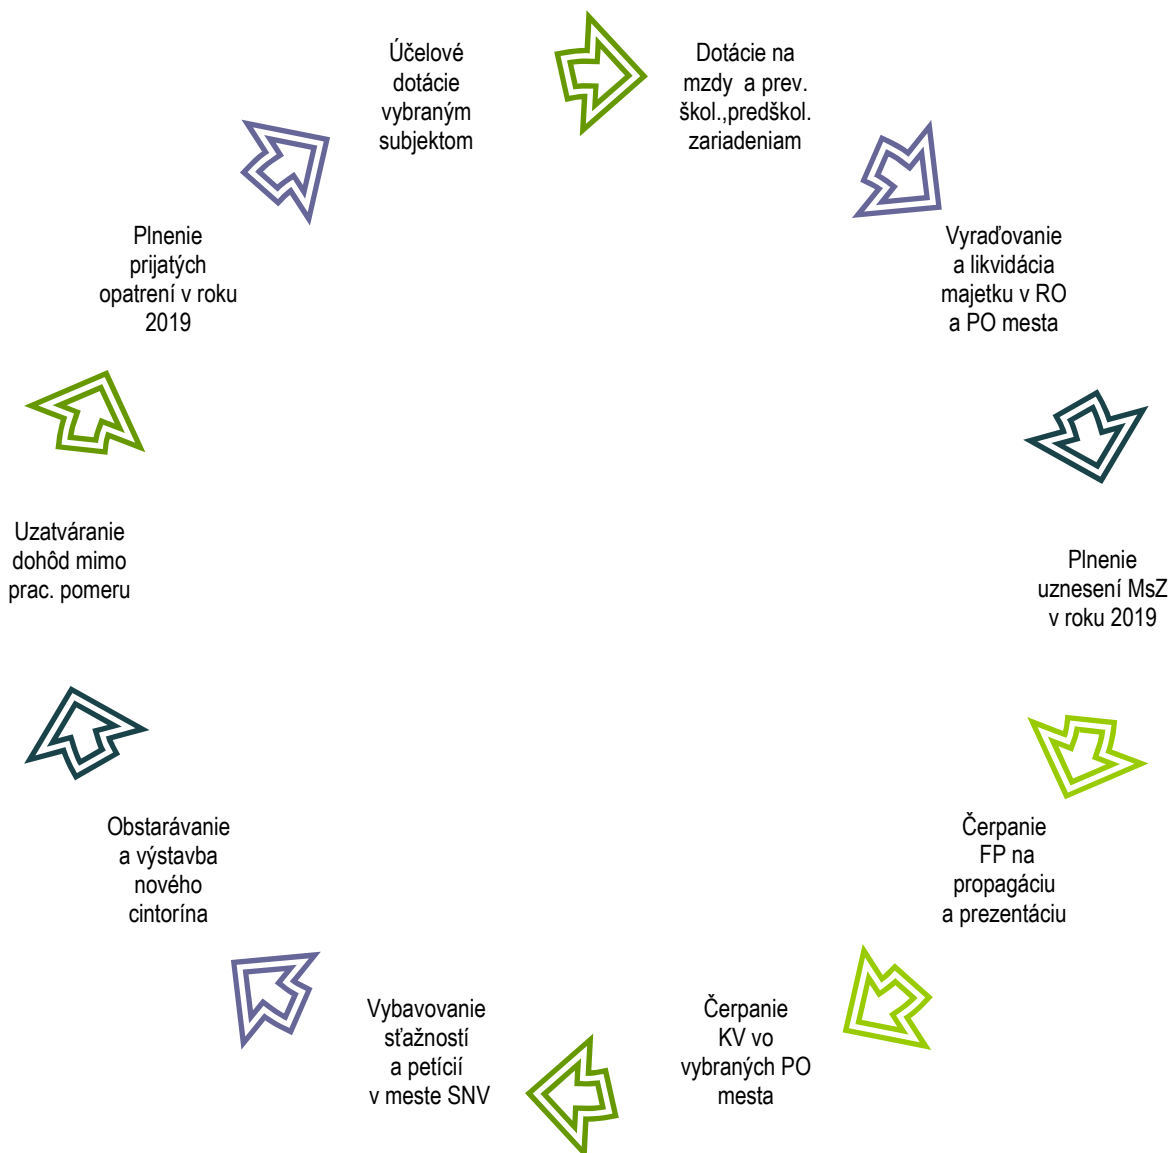 Účelové
dotácie
vybraným
subjektom
Dotácie na
mzdy a prev.
škol.,predškol.
zariadeniam
Vyraďovanie
a likvidácia
majetku v RO
a PO mesta
Plnenie
uznesení MsZ
v roku 2019
Čerpanie
FP na
propagáciu
a prezentáciu
Čerpanie
KV vo
vybraných PO
mesta
Vybavovanie
sťažností
a petícií
v meste SNV
Obstarávanie
a výstavba
nového
cintorína
Uzatváranie
dohôd mimo
prac. pomeru
Plnenie
prijatých
opatrení v roku
2019